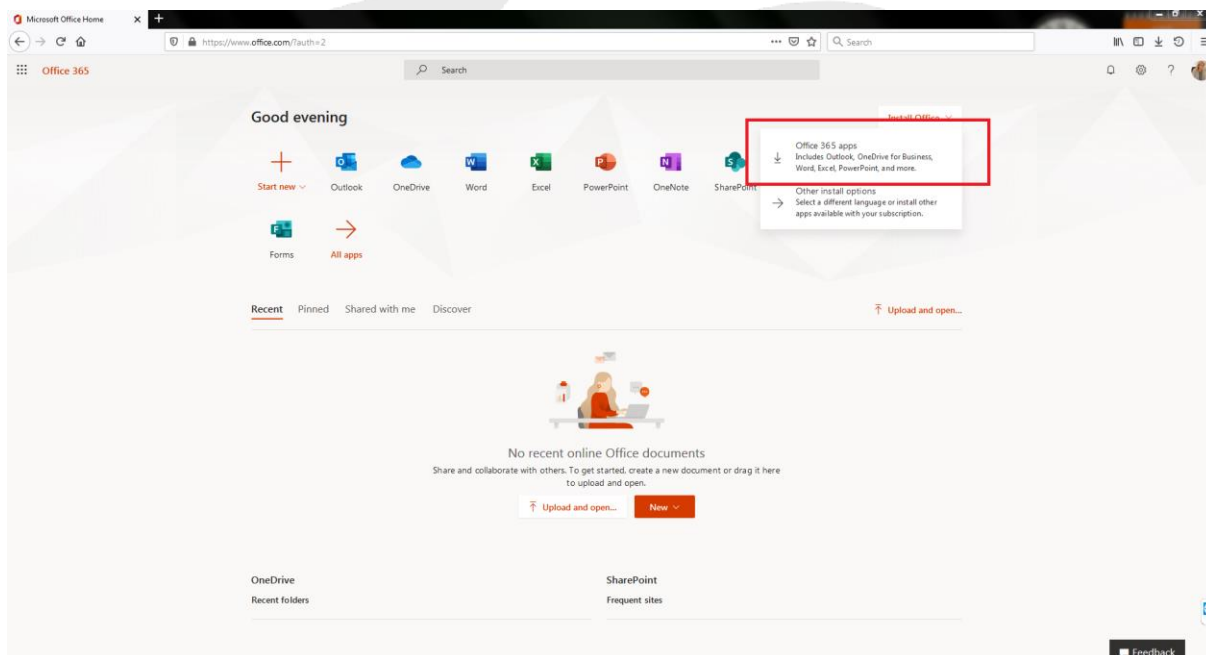 Microsoft Office Home
https://www.office.com/?auth=2
Search
Office 365
Search
Good evening
Install Office
Start new
Outlook
OneDrive
Word
Excel
PowerPoint
OneNote
SharePoint
Office 365 apps
Includes Outlook, OneDrive for Business,
Word, Excel, PowerPoint, and more.
Other install options
Select a different language or install other
apps available with your subscription.
Forms
All apps
Recent Pinned Shared with me Discover
Upload and open...
No recent online Office documents
Share and collaborate with others. To get started, create a new document or drag it here
to upload and open.
Upload and open...
New
OneDrive
Recent folders
SharePoint
Frequent sites
Feedback